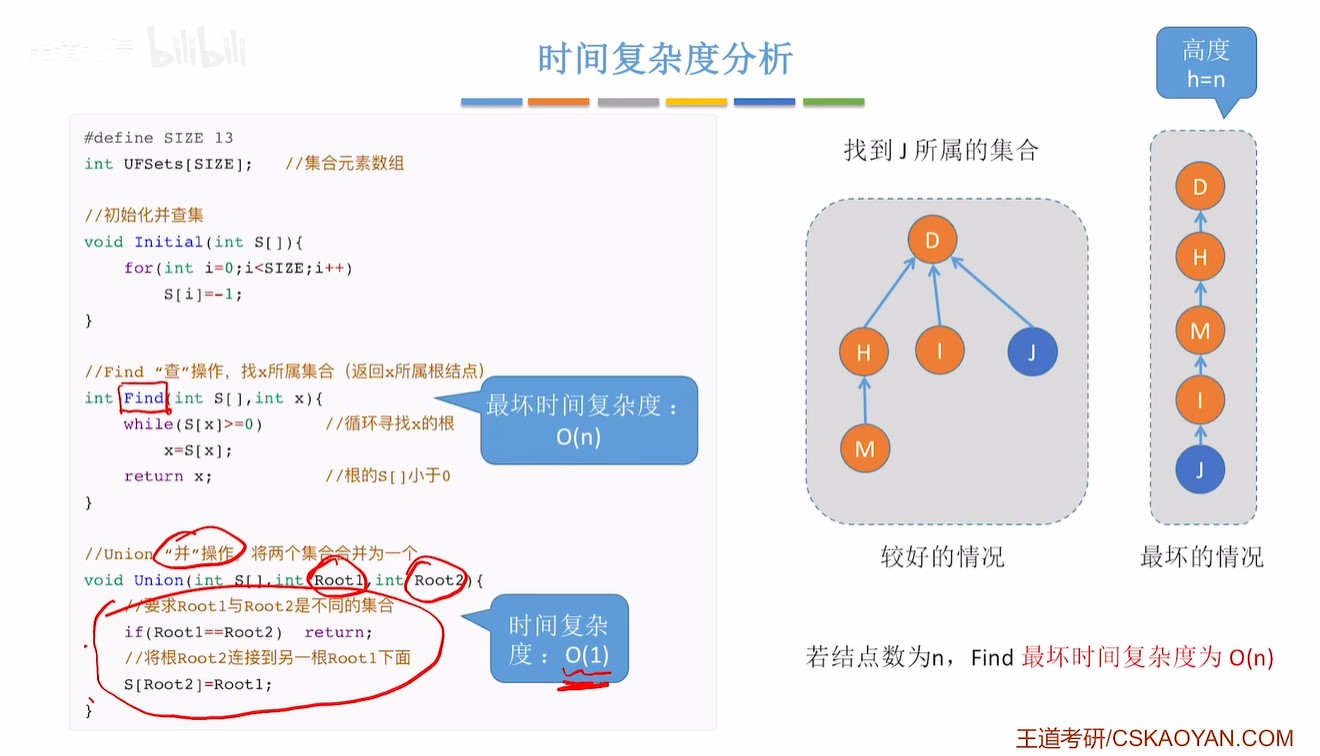 bilibili
时间复杂度分析
高度
h=n
#define SIZE 13
int UFSets[SIZE];   //集合元素数组
//初始化并查集
void Initial(int S[]){
    for(int i=0;i<SIZE;i++)
        S[i]=-1;
}
//Find “查”操作，找x所属集合（返回x所属根结点）
int Find(int S[],int x){
    while(S[x]>=0)      //循环寻找x的根
        x=S[x];
    return x;           //根的S[]小于0
}
最坏时间复杂度：
O(n)
//Union “并”操作，将两个集合合并为一个
void Union(int S[],int Root1,int Root2){
    //要求Root1与Root2是不同的集合
    if(Root1==Root2)  return;
    //将根Root2连接到另一根Root1下面
    S[Root2]=Root1;
}
时间复杂
度：O(1)
找到 J 所属的集合
D
H I J
M
较好的情况
D
H
M
I
J
最坏的情况
若结点数为n，Find 最坏时间复杂度为 O(n)
王道考研/CSKAOYAN.COM